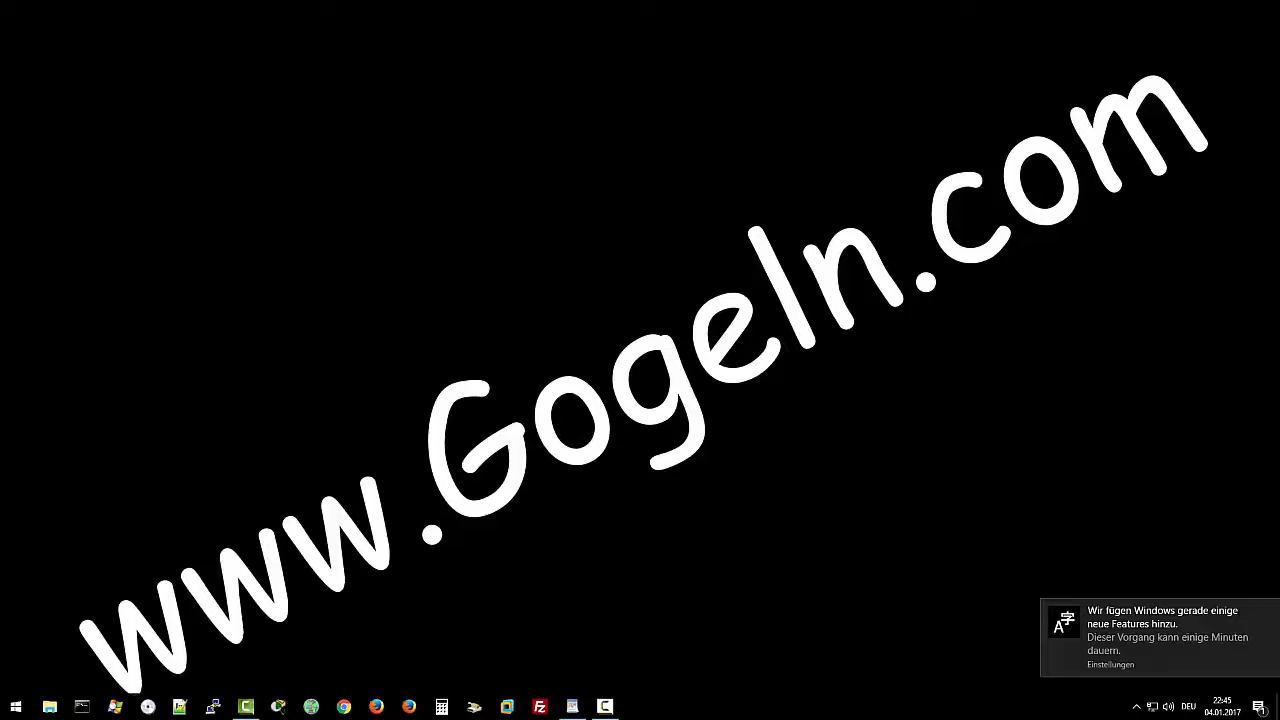 www.Gogeln.com
Wir fügen Windows gerade einige
neue Features hinzu.
Dieser Vorgang kann einige Minuten
dauern.
Einstellungen
DEU
22:45
04.01.2017